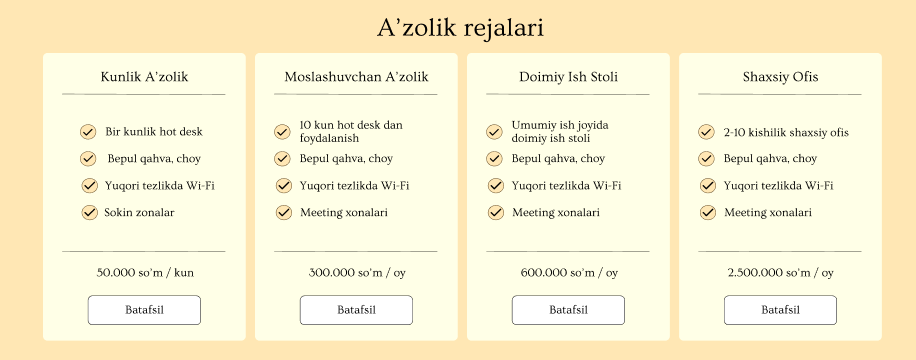 A’zolik rejalari
Kunlik A’zolik
Bir kunlik hot desk
Bepul qahva, choy
Yuqori tezlikda Wi-Fi
Sokin zonalar
50.000 so’m / kun
Batafsil
Moslashuvchan A’zolik
10 kun hot desk dan
foydalanish
Bepul qahva, choy
Yuqori tezlikda Wi-Fi
Meeting xonalari
300.000 so’m / oy
Batafsil
Doimiy Ish Stoli
Umumiy ish joyida
doimiy ish stoli
Bepul qahva, choy
Yuqori tezlikda Wi-Fi
Meeting xonalari
600.000 so’m / oy
Batafsil
Shaxsiy Ofis
2-10 kishilik shaxsiy ofis
Bepul qahva, choy
Yuqori tezlikda Wi-Fi
Meeting xonalari
2.500.000 so’m / oy
Batafsil